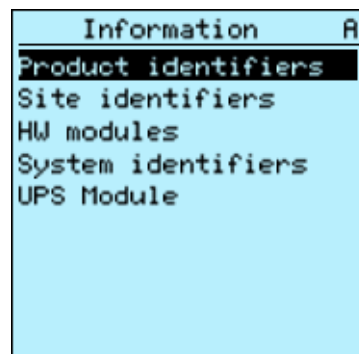 Information A
Product identifiers
Site identifiers
HW modules
System identifiers
UPS Module